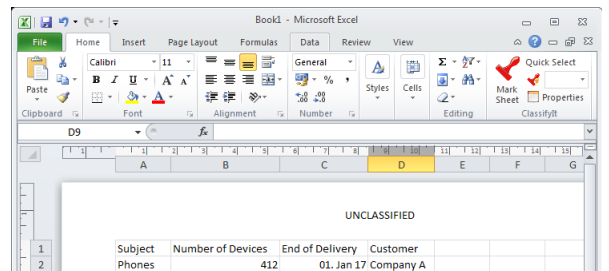 Book1 - Microsoft Excel
File Home Insert Page Layout Formulas Data Review View
Calibri 11 General Quick Select
Paste B I U A A % , Styles Cells Mark Sheet Properties
Clipboard Font Alignment Number Editing ClassifyIt
D9 fx
A B C D E F G
UNCLASSIFIED
1 Subject Number of Devices End of Delivery Customer
2 Phones 412 01. Jan 17 Company A